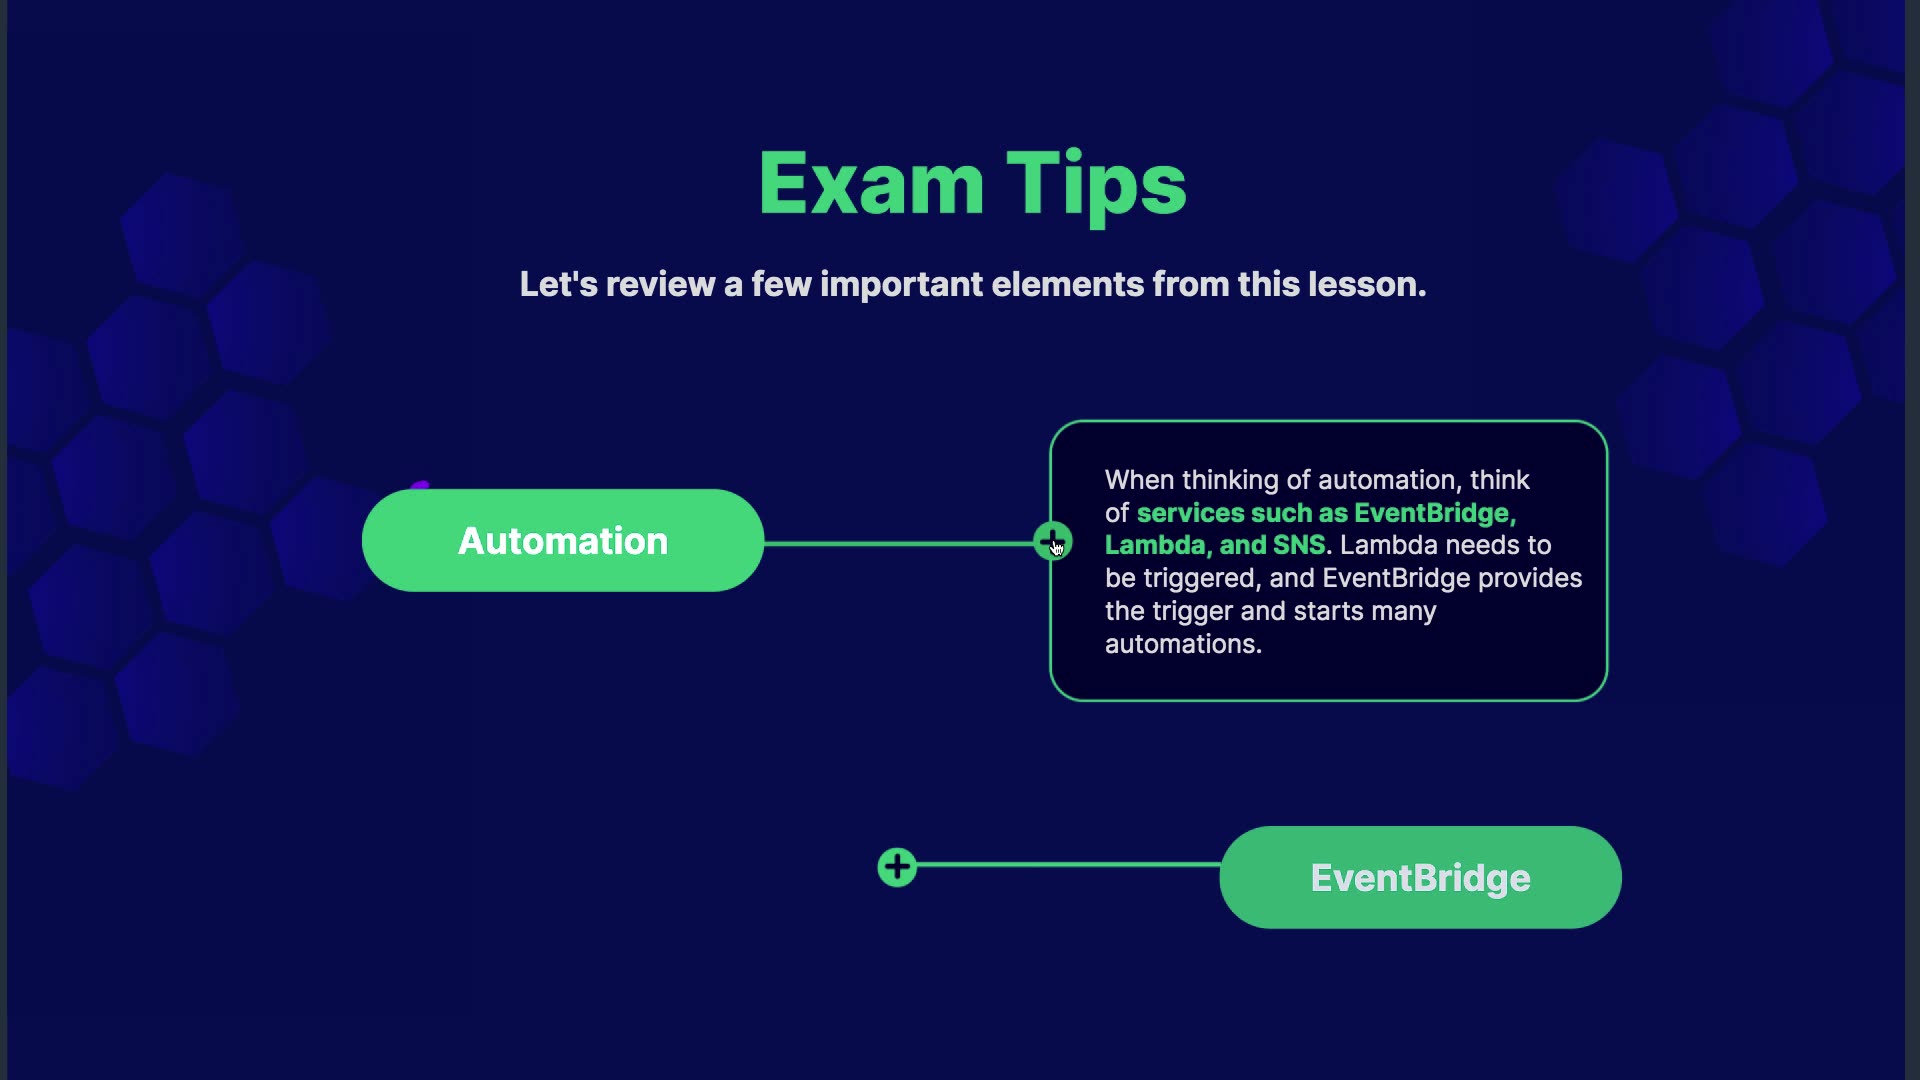 Exam Tips
Let's review a few important elements from this lesson.
Automation
When thinking of automation, think
of services such as EventBridge,
Lambda, and SNS. Lambda needs to
be triggered, and EventBridge provides
the trigger and starts many
automations.
EventBridge